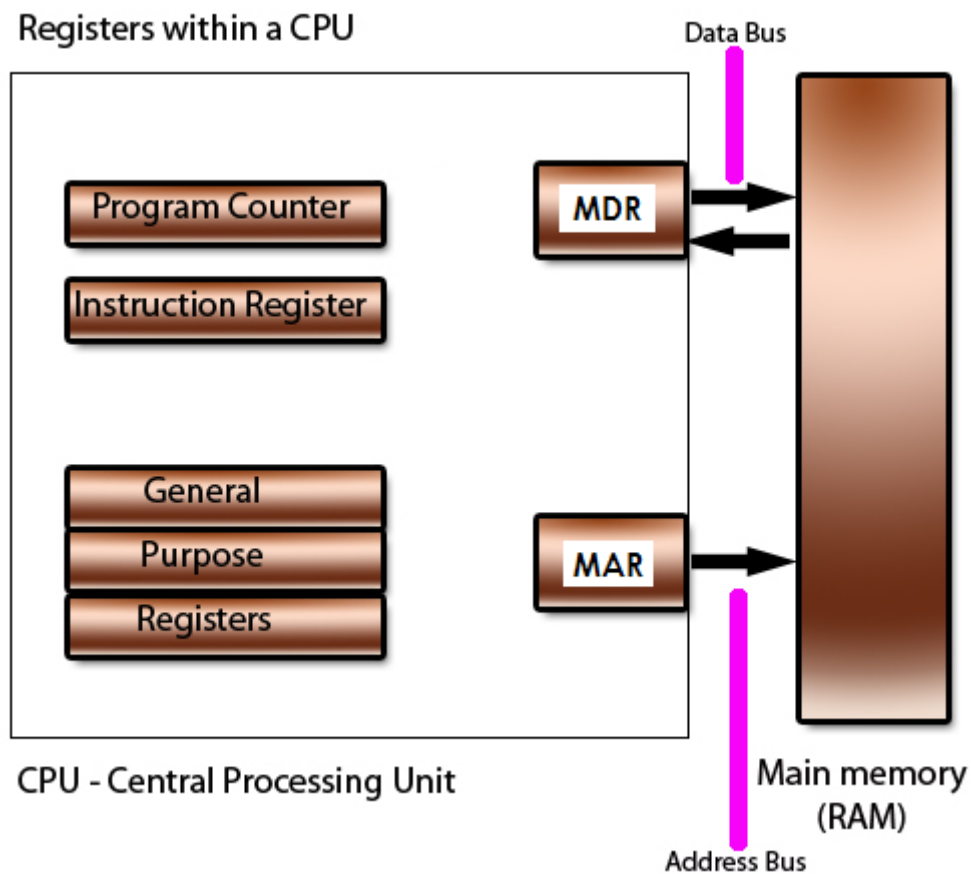 Registers within a CPU
Data Bus
Program Counter
MDR
Instruction Register
General
Purpose
Registers
MAR
CPU - Central Processing Unit
Main memory
(RAM)
Address Bus